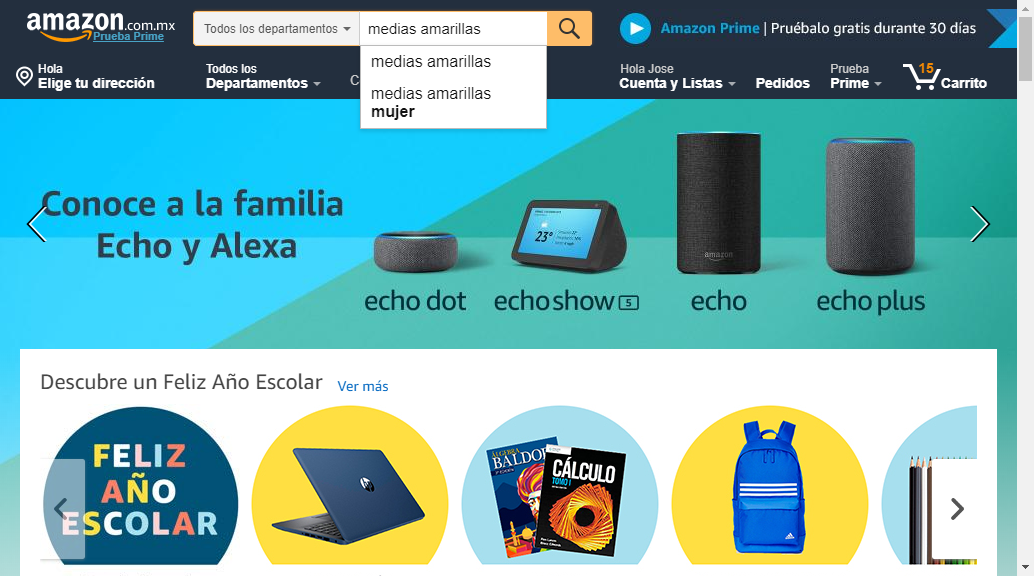 amazon.com.mx
Prueba Prime
Todos los departamentos
medias amarillas
Amazon Prime | Pruébalo gratis durante 30 días
medias amarillas
medias amarillas
mujer
Hola
Elige tu dirección
Todos los
Departamentos
C
Hola Jose
Cuenta y Listas
Pedidos
Prueba
Prime
15
Carrito
Conoce a la familia
Echo y Alexa
23°
amazon
echo dot
echo show 5
echo
echo plus
Descubre un Feliz Año Escolar
Ver más
FELIZ
AÑO
ESCOLAR
hp
ÁLGEBRA
BALDOR
CÁLCULO
TOMO I
adidas